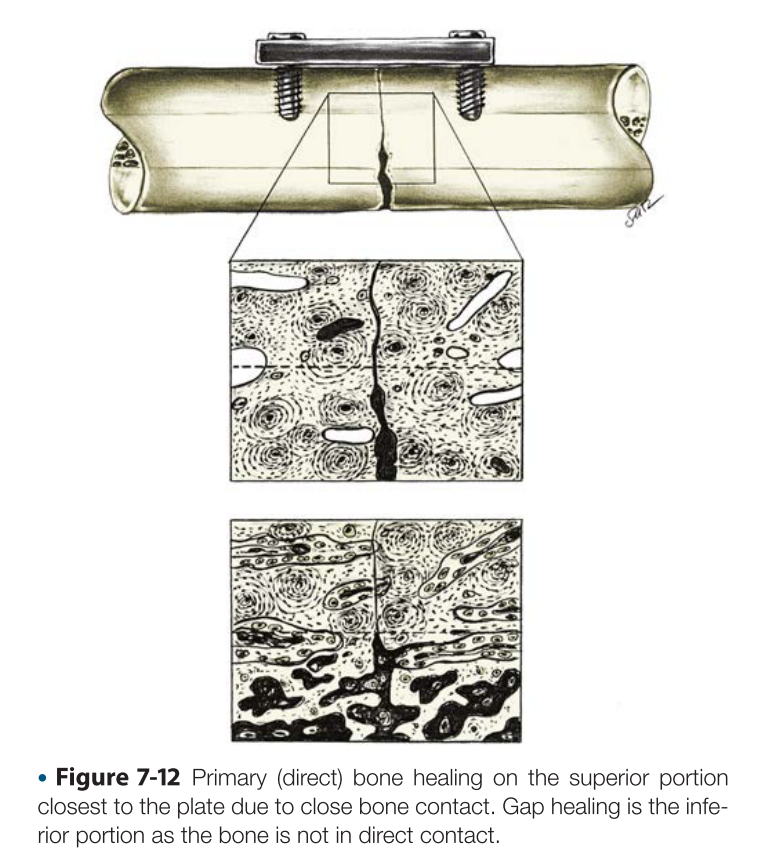 • Figure 7-12 Primary (direct) bone healing on the superior portion
closest to the plate due to close bone contact. Gap healing is the infe-
rior portion as the bone is not in direct contact.